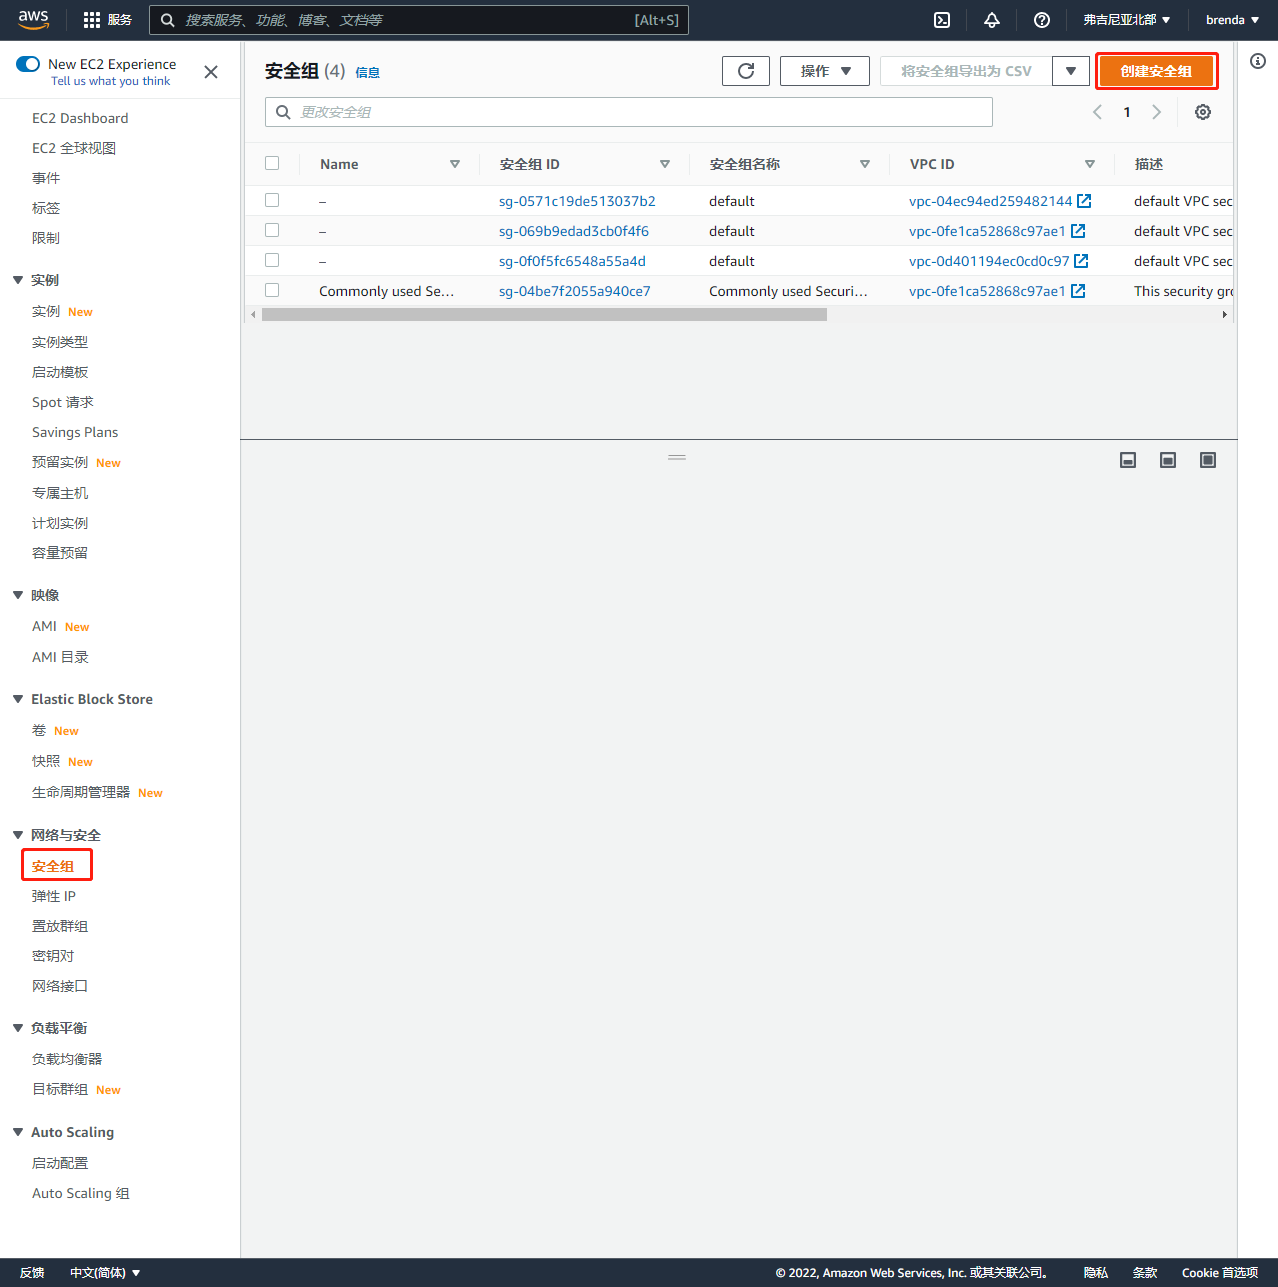 aws 服务 搜索服务、功能、博客、文档等 [Alt+S] 弗吉尼亚北部 brenda
New EC2 Experience
Tell us what you think
EC2 Dashboard
EC2 全球视图
事件
标签
限制
实例
实例 New
实例类型
启动模板
Spot 请求
Savings Plans
预留实例 New
专属主机
计划实例
容量预留
映像
AMI New
AMI 目录
Elastic Block Store
卷 New
快照 New
生命周期管理器 New
网络与安全
安全组
弹性 IP
置放群组
密钥对
网络接口
负载平衡
负载均衡器
目标群组 New
Auto Scaling
启动配置
Auto Scaling 组
安全组 (4) 信息 操作 将安全组导出为 CSV 创建安全组
更改安全组 1
Name 安全组 ID 安全组名称 VPC ID 描述
– sg-0571c19de513037b2 default vpc-04ec94ed259482144 default VPC sec
– sg-069b9edad3cb0f4f6 default vpc-0fe1ca52868c97ae1 default VPC sec
– sg-0f0f5fc6548a55a4d default vpc-0d401194ec0cd0c97 default VPC sec
Commonly used Se... sg-04be7f2055a940ce7 Commonly used Securi... vpc-0fe1ca52868c97ae1 This security gro
反馈 中文(简体) © 2022, Amazon Web Services, Inc. 或其关联公司。 隐私 条款 Cookie 首选项